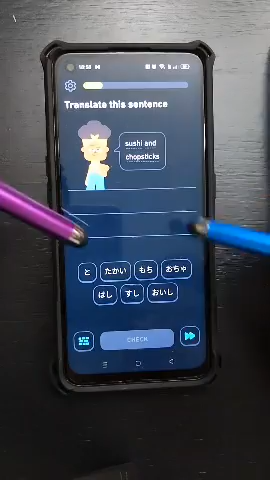 Translate this sentence
sushi and
chopsticks
と たかい もち おちゃ
はし すし おいし
CHECK